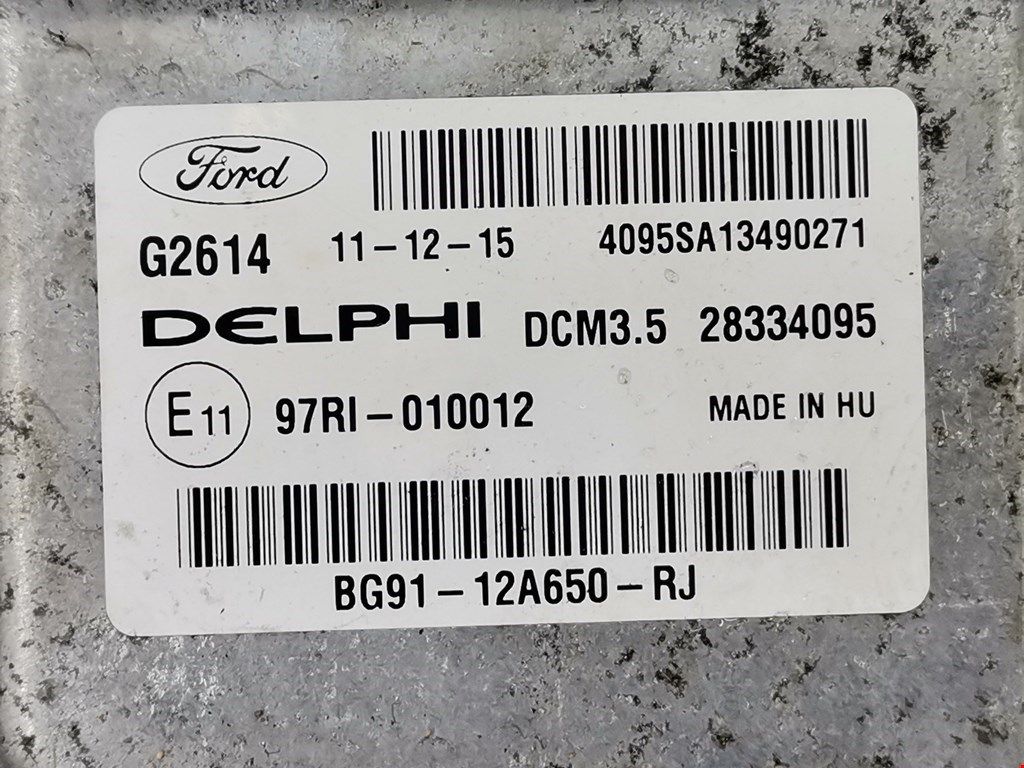 Ford
G2614 11-12-15 4095SA13490271
DELPHI DCM3.5 28334095
E11 97RI-010012 MADE IN HU
BG91-12A650-RJ